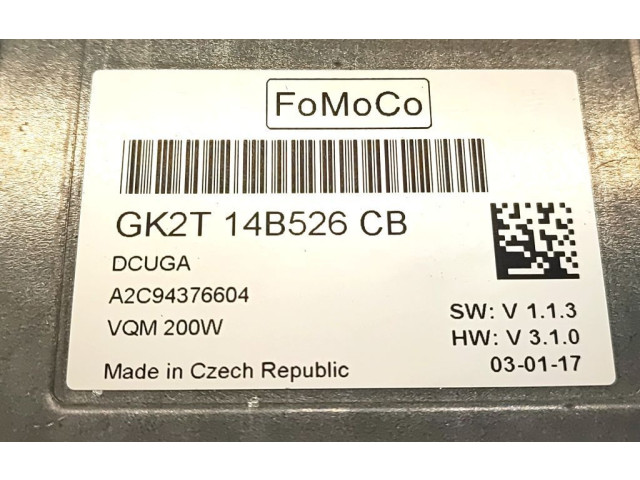 FoMoCo
GK2T 14B526 CB
DCUGA
A2C94376604
VQM 200W
SW: V 1.1.3
HW: V 3.1.0
03-01-17
Made in Czech Republic